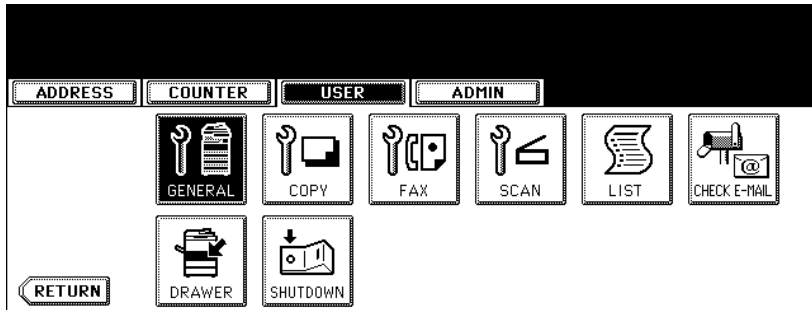 ADDRESS COUNTER USER ADMIN
GENERAL COPY FAX SCAN LIST CHECK E-MAIL
@
DRAWER SHUTDOWN
RETURN